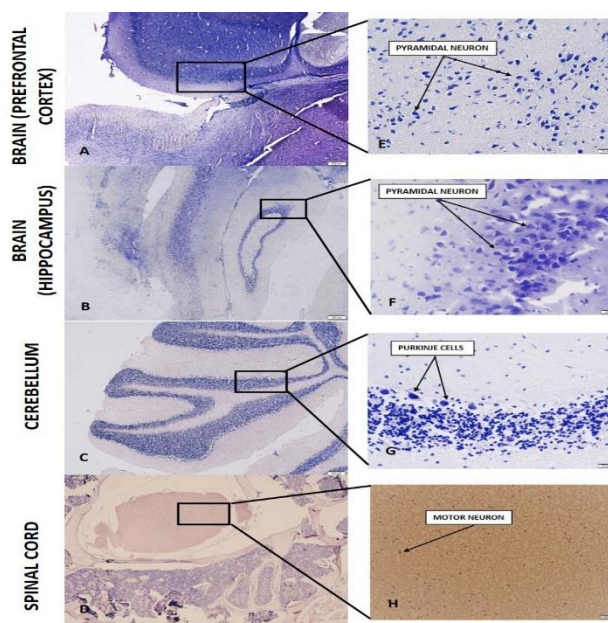 BRAIN (PREFRONTAL
CORTEX)
A
PYRAMIDAL NEURON
E
BRAIN
(HIPPOCAMPUS)
B
PYRAMIDAL NEURON
F
CEREBELLUM
C
PURKINJE CELLS
G
SPINAL CORD
D
MOTOR NEURON
H